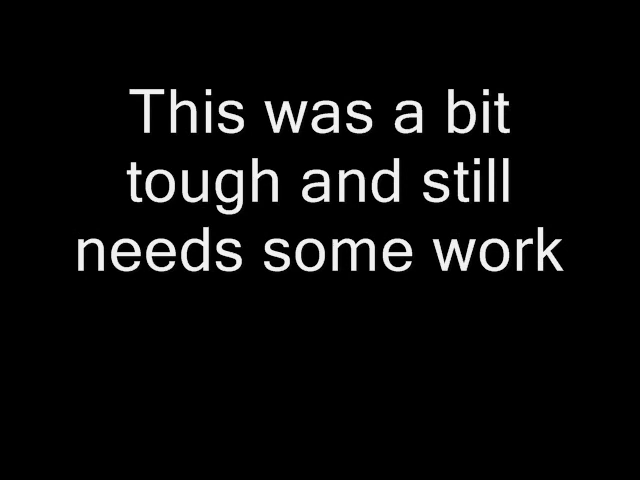 This was a bit
tough and still
needs some work